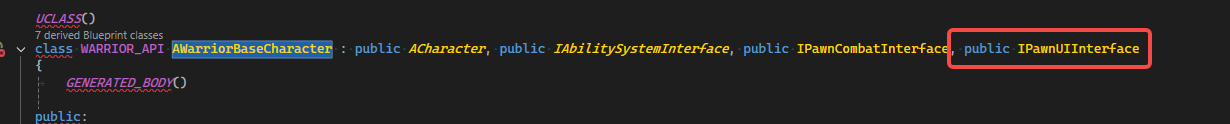 UCLASS()
7 derived Blueprint classes
class WARRIOR_API AWarriorBaseCharacter : public ACharacter, public IAbilitySystemInterface, public IPawnCombatInterface, public IPawnUIInterface
{
GENERATED_BODY()
public: